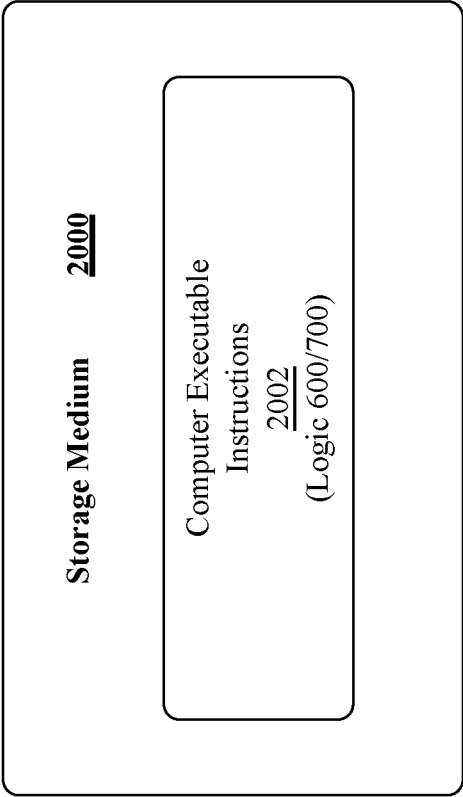 Storage Medium 2000
Computer Executable
Instructions
2002
(Logic 600/700)